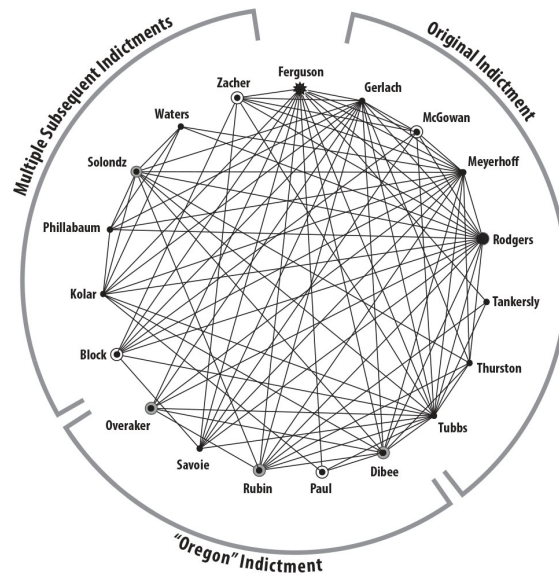 Multiple Subsequent Indictments
Original Indictment
"Oregon" Indictment
Ferguson
Gerlach
McGowan
Meyerhoff
Rodgers
Tankersly
Thurston
Tubbs
Dibee
Paul
Rubin
Savoie
Overaker
Block
Kolar
Phillabaum
Solondz
Waters
Zacher